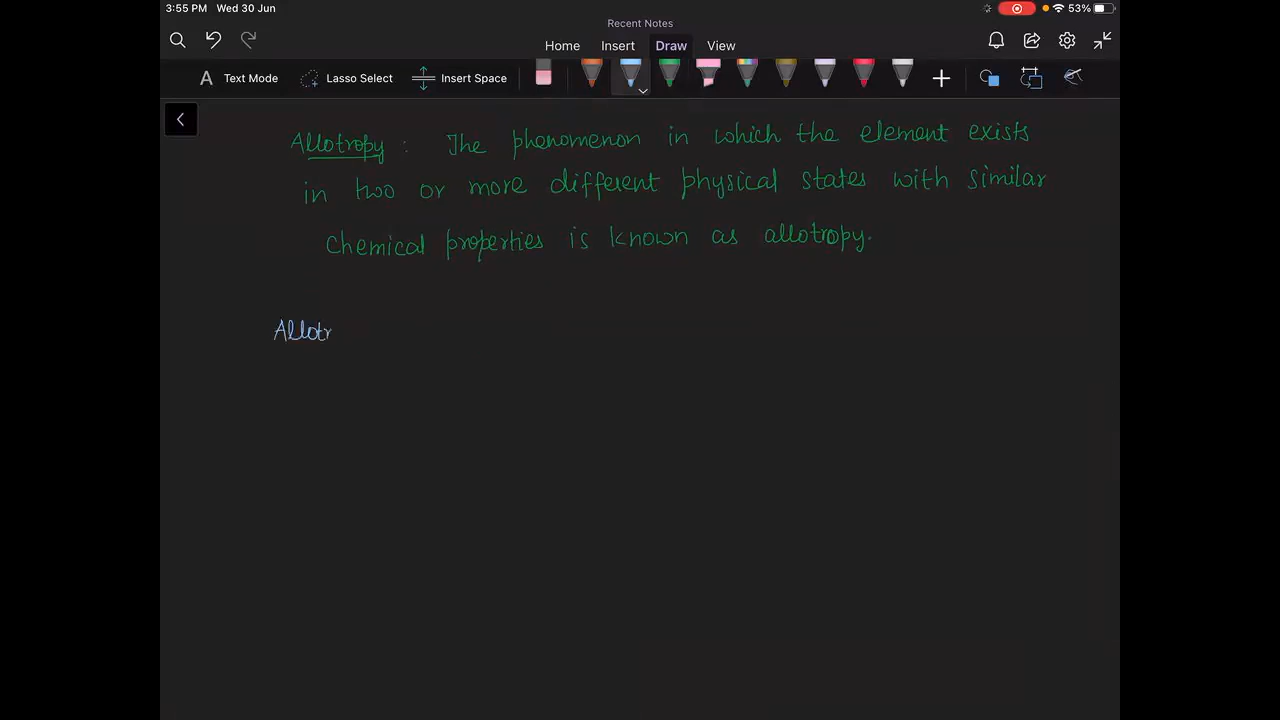 3:55 PM Wed 30 Jun
53%
Recent Notes
Home Insert Draw View
A Text Mode Lasso Select Insert Space
Allotropy : The phenomenon in which the element exists
in two or more different physical states with similar
chemical properties is known as allotropy.
Allotr